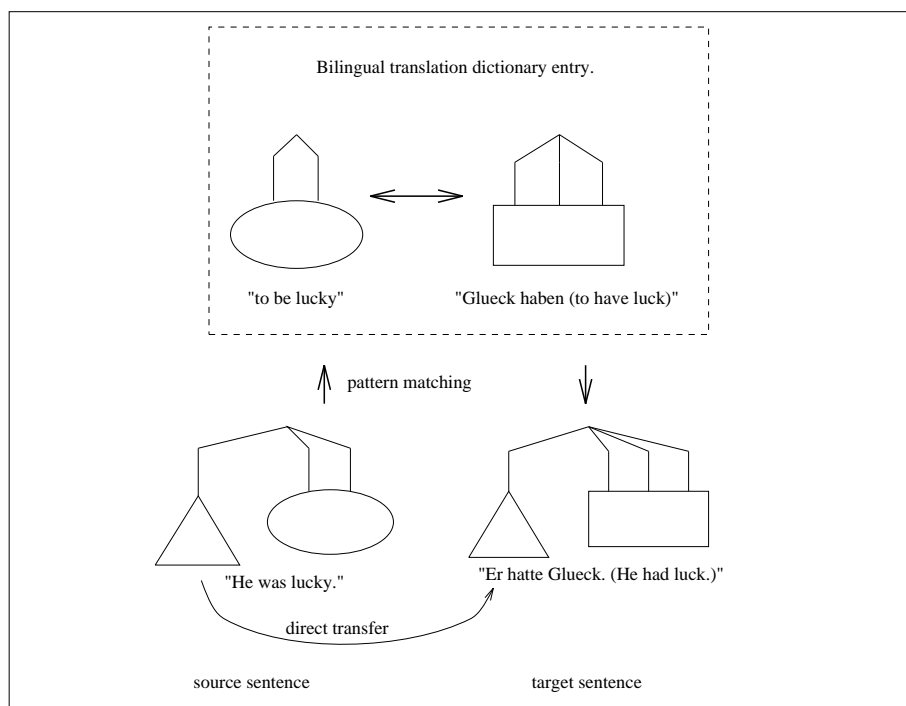 Bilingual translation dictionary entry.
"to be lucky"
"Glueck haben (to have luck)"
pattern matching
"He was lucky."
"Er hatte Glueck. (He had luck.)"
direct transfer
source sentence
target sentence